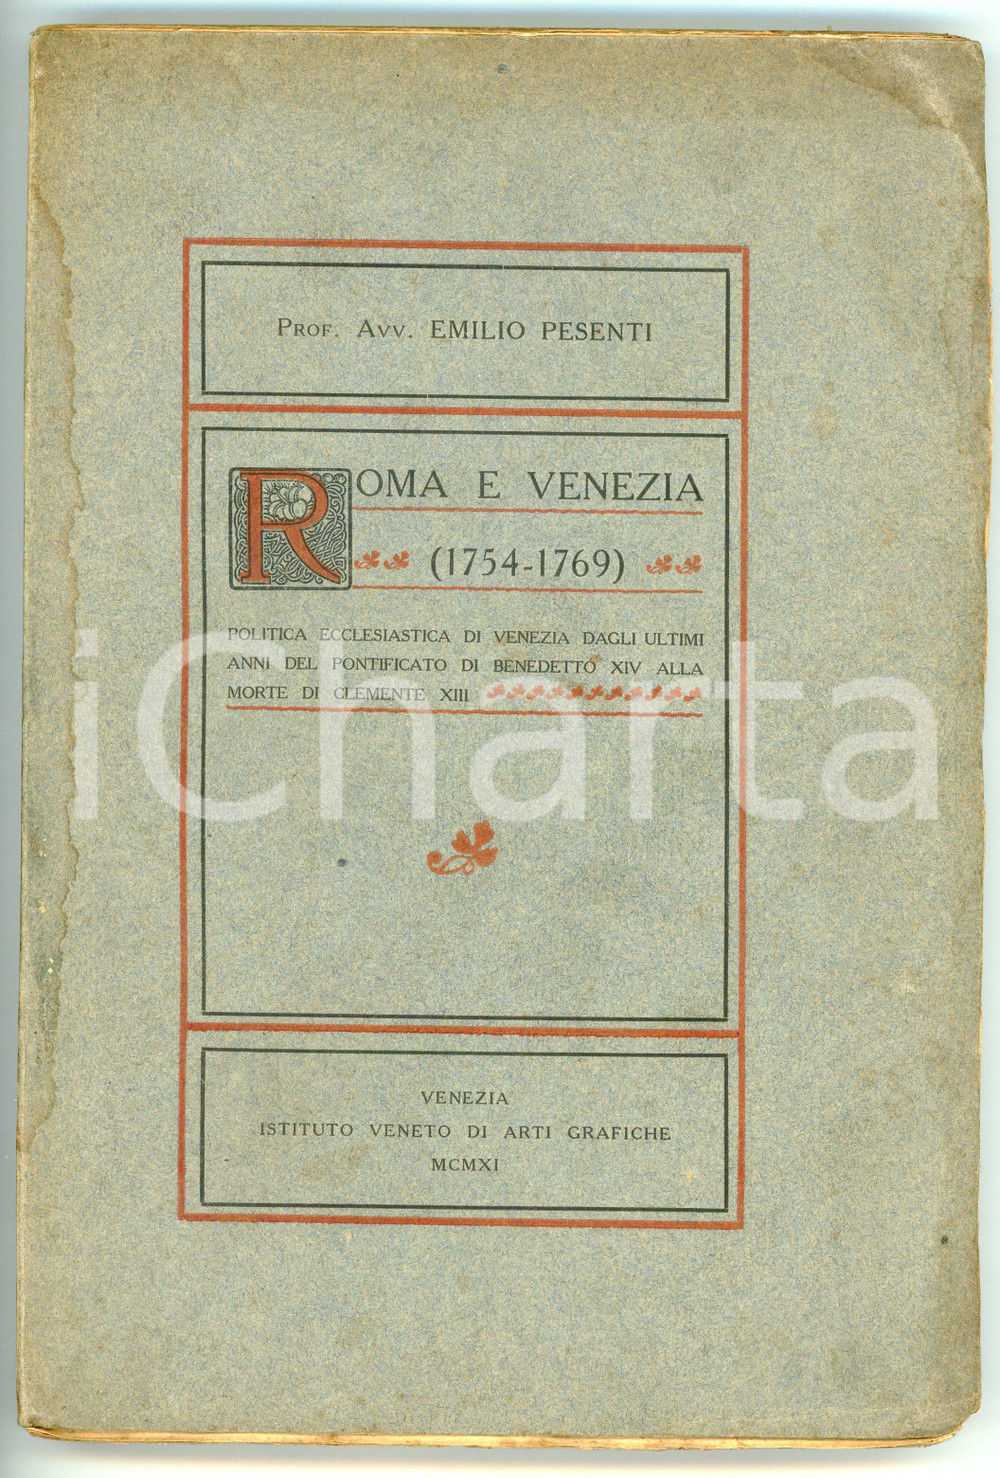 Prof. Avv. EMILIO PESENTI
ROMA E VENEZIA
(1754-1769)
POLITICA ECCLESIASTICA DI VENEZIA DAGLI ULTIMI
ANNI DEL PONTIFICATO DI BENEDETTO XIV ALLA
MORTE DI CLEMENTE XIII
iCharta
VENEZIA
ISTITUTO VENETO DI ARTI GRAFICHE
MCMXI